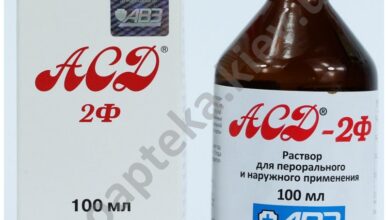 АВЗ
АСД®
2Ф
100 мл
АСД®-2Ф
Раствор
для перорального
и наружного применения
100 мл
АВЗ